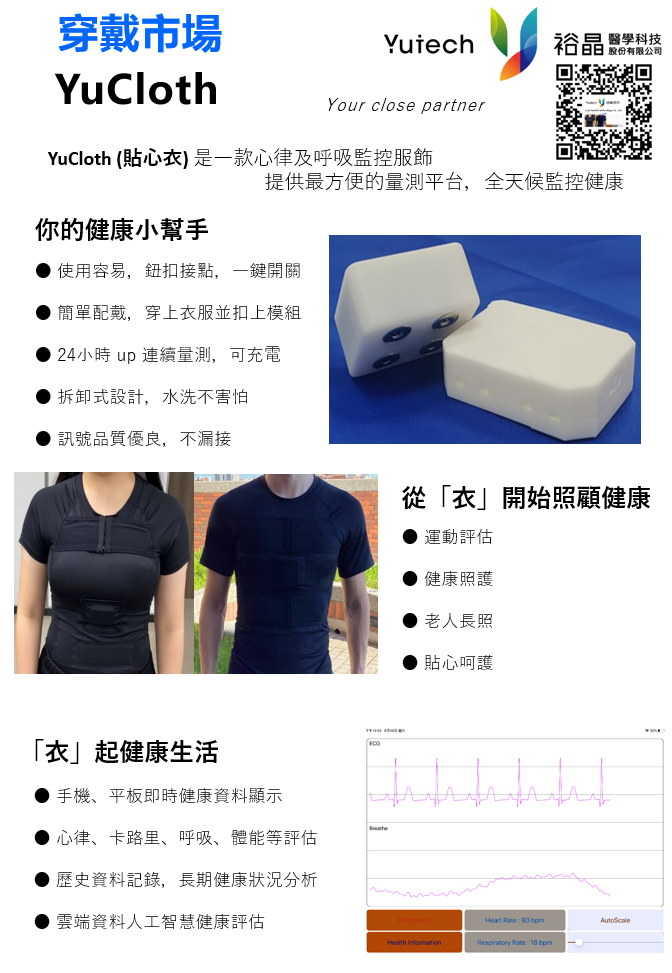 穿戴市場
YuCloth
Yutech
裕晶 醫學科技
股份有限公司
Your close partner
YuCloth (貼心衣) 是一款心律及呼吸監控服飾
提供最方便的量測平台，全天候監控健康
你的健康小幫手
● 使用容易，鈕扣接點，一鍵開關
● 簡單配戴，穿上衣服並扣上模組
● 24小時 up 連續量測，可充電
● 拆卸式設計，水洗不害怕
● 訊號品質優良，不漏接
從「衣」開始照顧健康
● 運動評估
● 健康照護
● 老人長照
● 貼心呵護
「衣」起健康生活
● 手機、平板即時健康資料顯示
● 心律、卡路里、呼吸、體能等評估
● 歷史資料記錄，長期健康狀況分析
● 雲端資料人工智慧健康評估
ECG
Breathe
Heart Rate : 80 bpm
AutoScale
Health Information
Respiratory Rate : 18 bpm